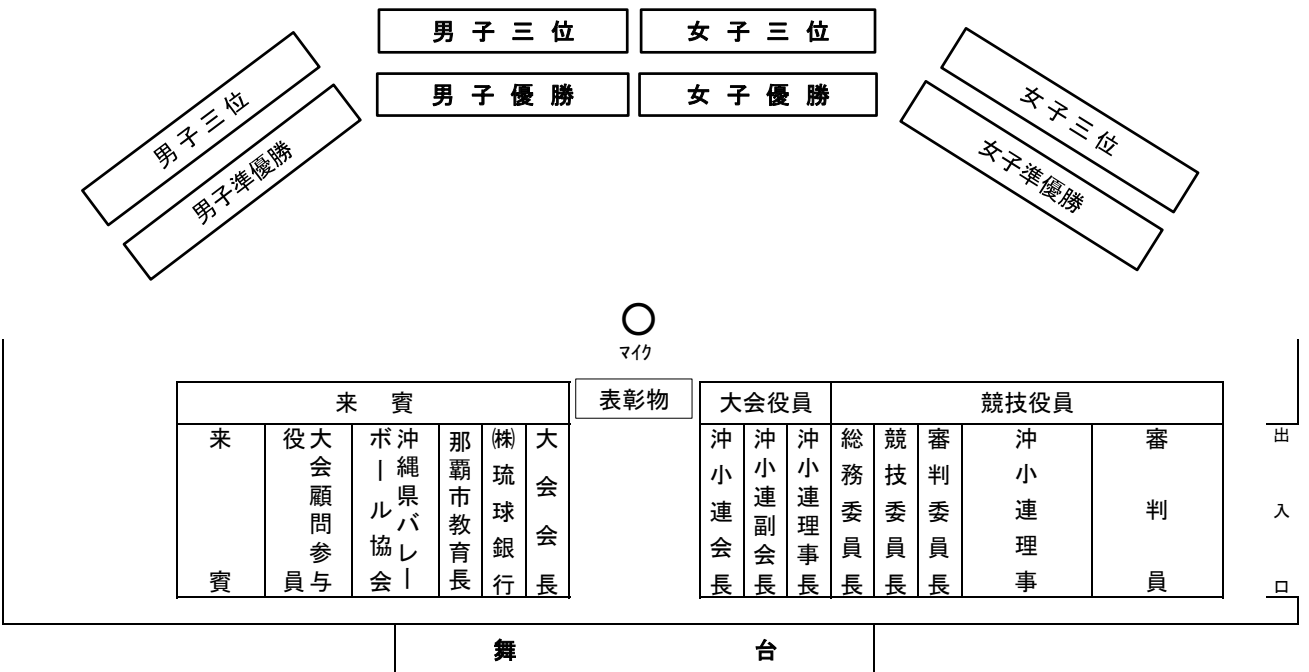 男子三位
女子三位
男子優勝
女子優勝
男子三位
男子準優勝
女子三位
女子準優勝
マイク
来賓
表彰物
大会役員
競技役員
来賓
大会顧問参与
役員
沖縄県バレー
ボール協会
那覇市教育長
㈱琉球銀行
大会会長
沖小連会長
沖小連副会長
沖小連理事長
総務委員長
競技委員長
審判委員長
沖小連理事
審判員
出入口
舞台